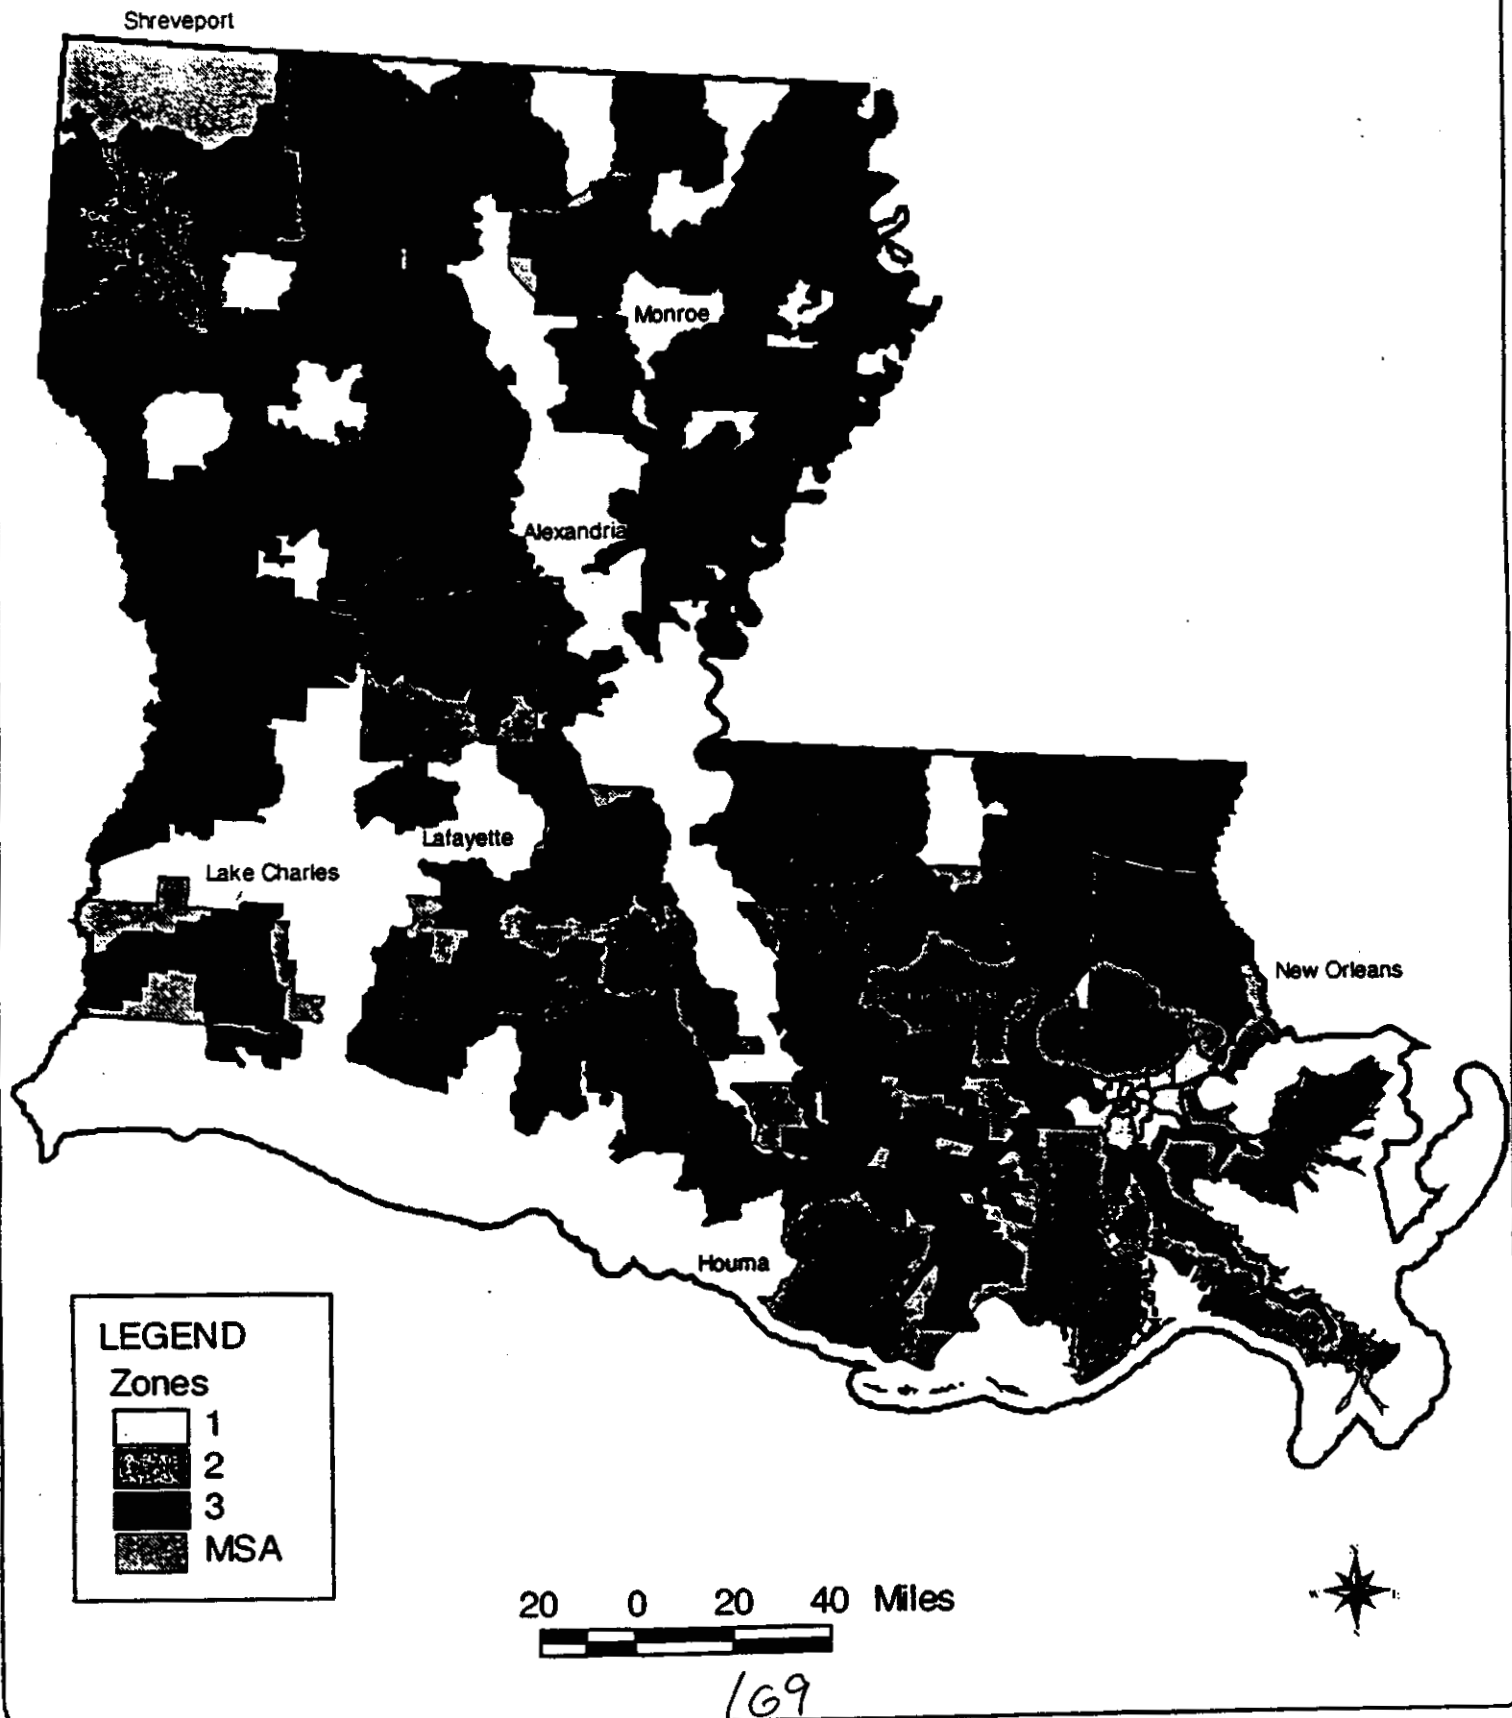 Shreveport
Monroe
Alexandria
Lafayette
Lake Charles
New Orleans
Houma
LEGEND
Zones
1
2
3
MSA
20 0 20 40 Miles
169